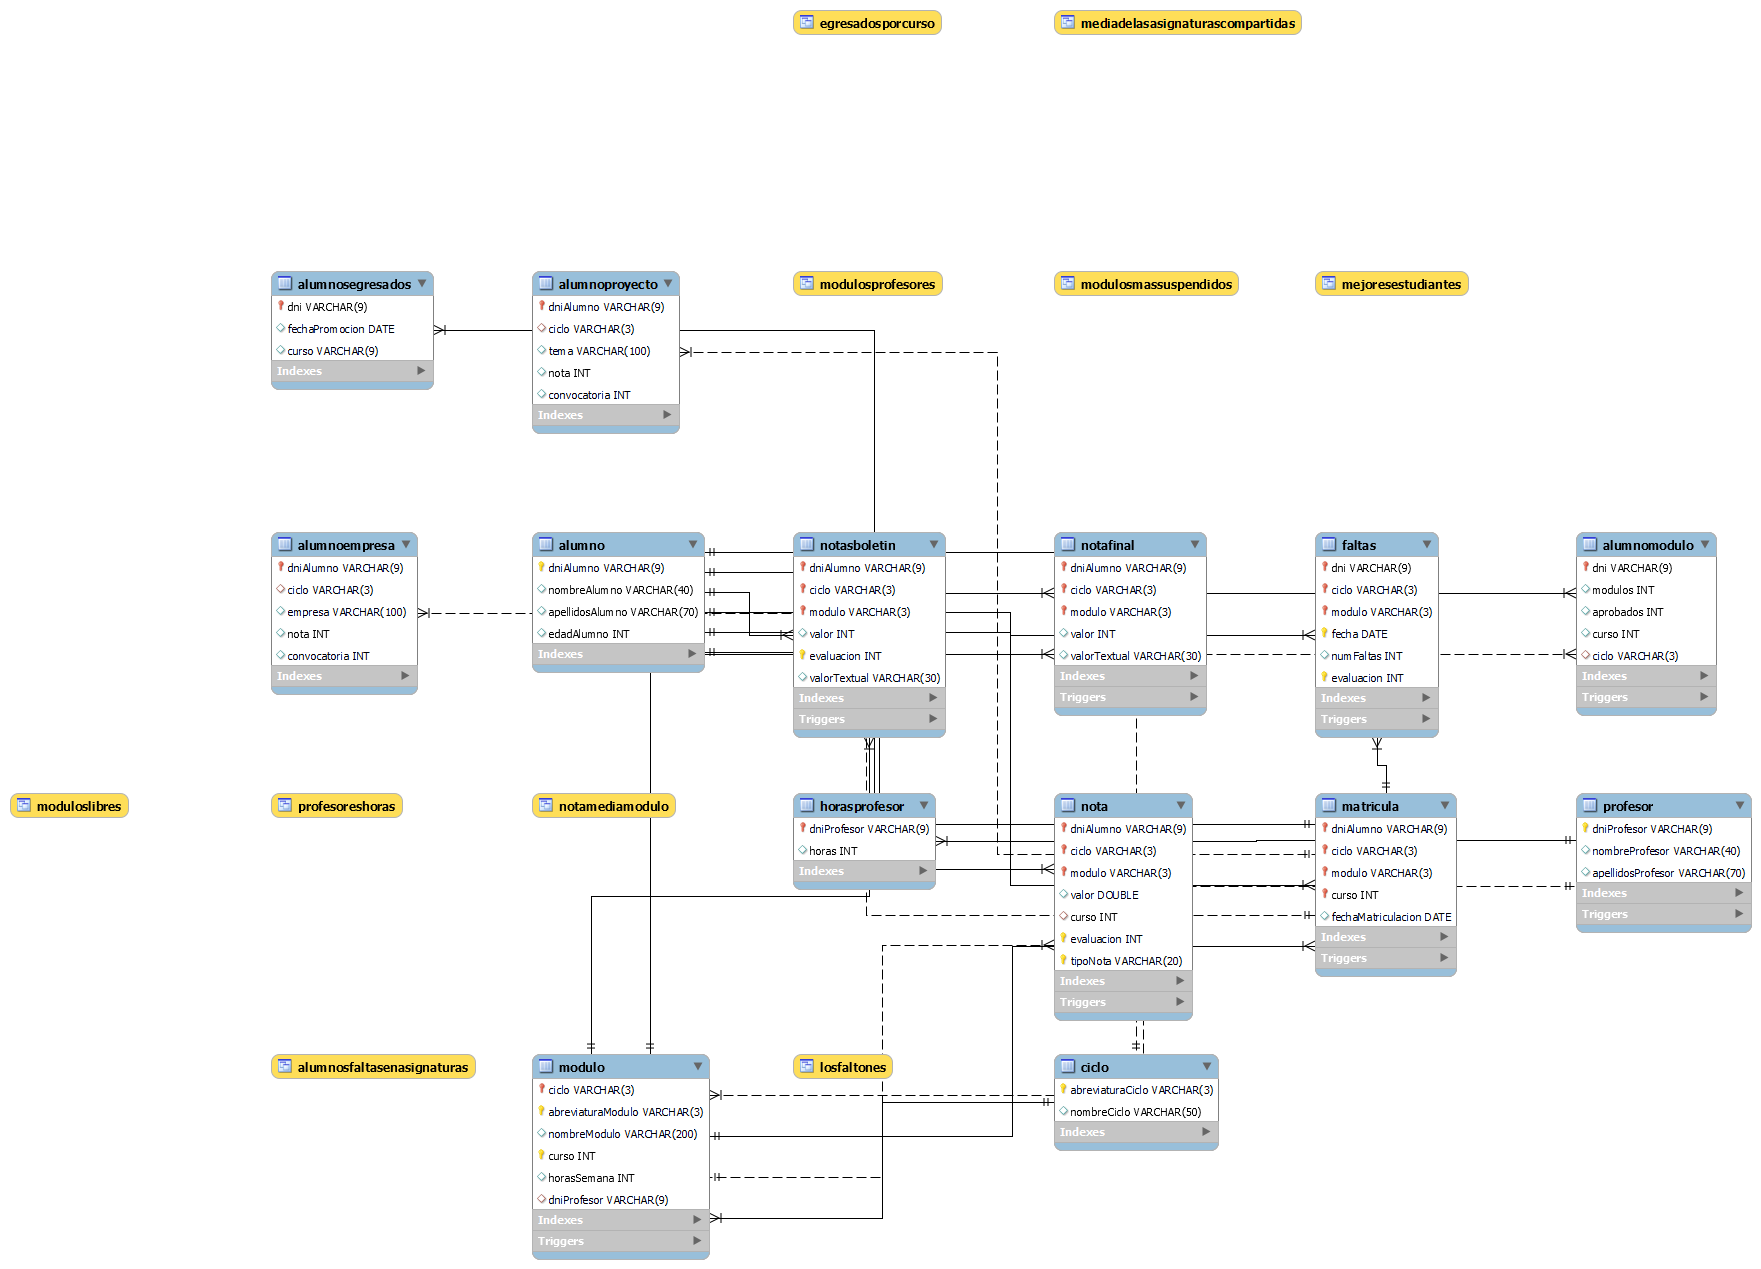 egresadosporcurso
mediadelasasignaturascompartidas
alumnosegresados
dni VARCHAR(9)
fechaPromocion DATE
curso VARCHAR(9)
Indexes
alumnoproyecto
dniAlumno VARCHAR(9)
ciclo VARCHAR(3)
tema VARCHAR(100)
nota INT
convocatoria INT
Indexes
modulosprofesores
modulosmassuspendidos
mejoresestudiantes
alumnoempresa
dniAlumno VARCHAR(9)
ciclo VARCHAR(3)
empresa VARCHAR(100)
nota INT
convocatoria INT
Indexes
alumno
dniAlumno VARCHAR(9)
nombreAlumno VARCHAR(40)
apellidosAlumno VARCHAR(70)
edadAlumno INT
Indexes
notasboletin
dniAlumno VARCHAR(9)
ciclo VARCHAR(3)
modulo VARCHAR(3)
valor INT
evaluacion INT
valorTextual VARCHAR(30)
Indexes
Triggers
notafinal
dniAlumno VARCHAR(9)
ciclo VARCHAR(3)
modulo VARCHAR(3)
valor INT
valorTextual VARCHAR(30)
Indexes
Triggers
faltas
dni VARCHAR(9)
ciclo VARCHAR(3)
modulo VARCHAR(3)
fecha DATE
numFaltas INT
evaluacion INT
Indexes
Triggers
alumnomodulo
dni VARCHAR(9)
modulos INT
aprobados INT
curso INT
ciclo VARCHAR(3)
Indexes
Triggers
moduloslibres
profesoreshoras
notamediamodulo
horasprofesor
dniProfesor VARCHAR(9)
horas INT
Indexes
nota
dniAlumno VARCHAR(9)
ciclo VARCHAR(3)
modulo VARCHAR(3)
valor DOUBLE
curso INT
evaluacion INT
tipoNota VARCHAR(20)
Indexes
Triggers
matricula
dniAlumno VARCHAR(9)
ciclo VARCHAR(3)
modulo VARCHAR(3)
curso INT
fechaMatriculacion DATE
Indexes
Triggers
profesor
dniProfesor VARCHAR(9)
nombreProfesor VARCHAR(40)
apellidosProfesor VARCHAR(70)
Indexes
Triggers
alumnosfaltasenasignaturas
modulo
ciclo VARCHAR(3)
abreviaturaModulo VARCHAR(3)
nombreModulo VARCHAR(200)
curso INT
horasSemana INT
dniProfesor VARCHAR(9)
Indexes
Triggers
losfaltones
ciclo
abreviaturaCiclo VARCHAR(3)
nombreCiclo VARCHAR(50)
Indexes